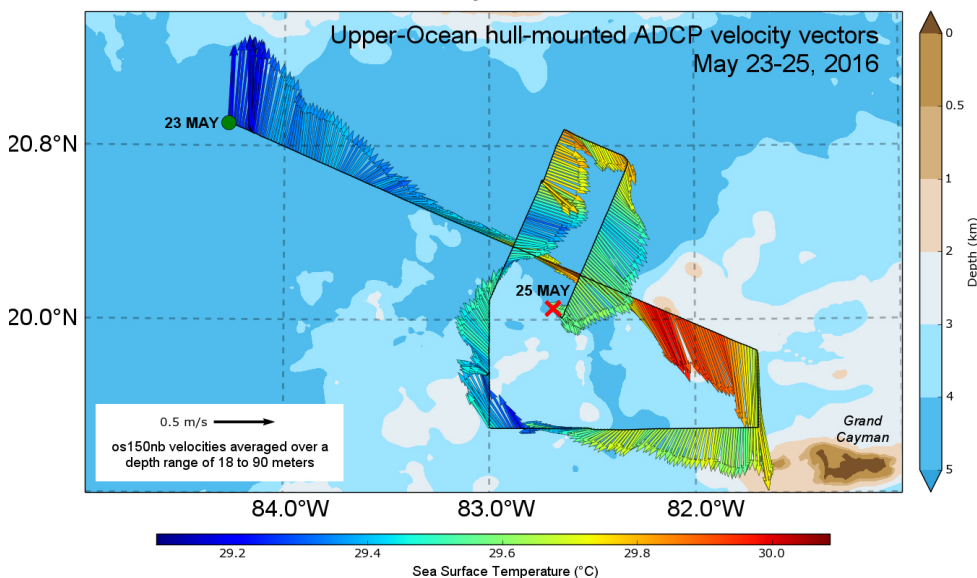 Upper-Ocean hull-mounted ADCP velocity vectors
May 23-25, 2016
23 MAY
25 MAY
20.8°N
20.0°N
0.5 m/s
os150nb velocities averaged over a
depth range of 18 to 90 meters
Grand
Cayman
84.0°W
83.0°W
82.0°W
0
0.5
1
2
3
4
5
Depth (km)
29.2
29.4
29.6
29.8
30.0
Sea Surface Temperature (°C)